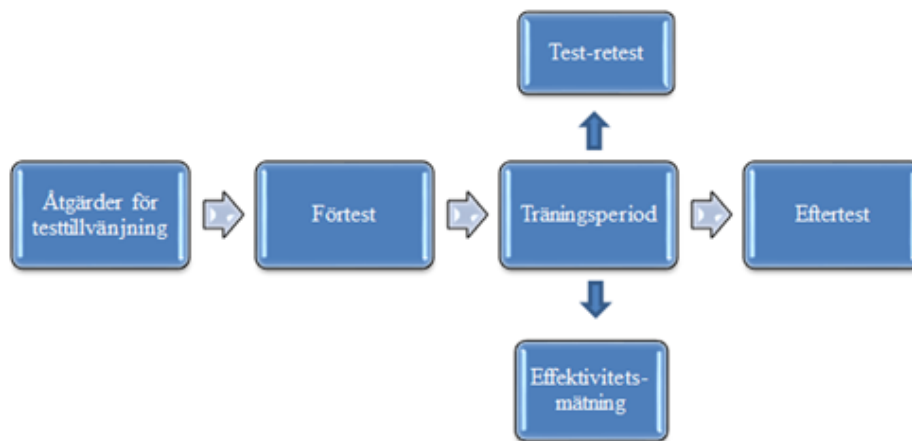 Test-retest
Åtgärder för
testtillvänjning
Förtest
Träningsperiod
Eftertest
Effektivitets-
mätning